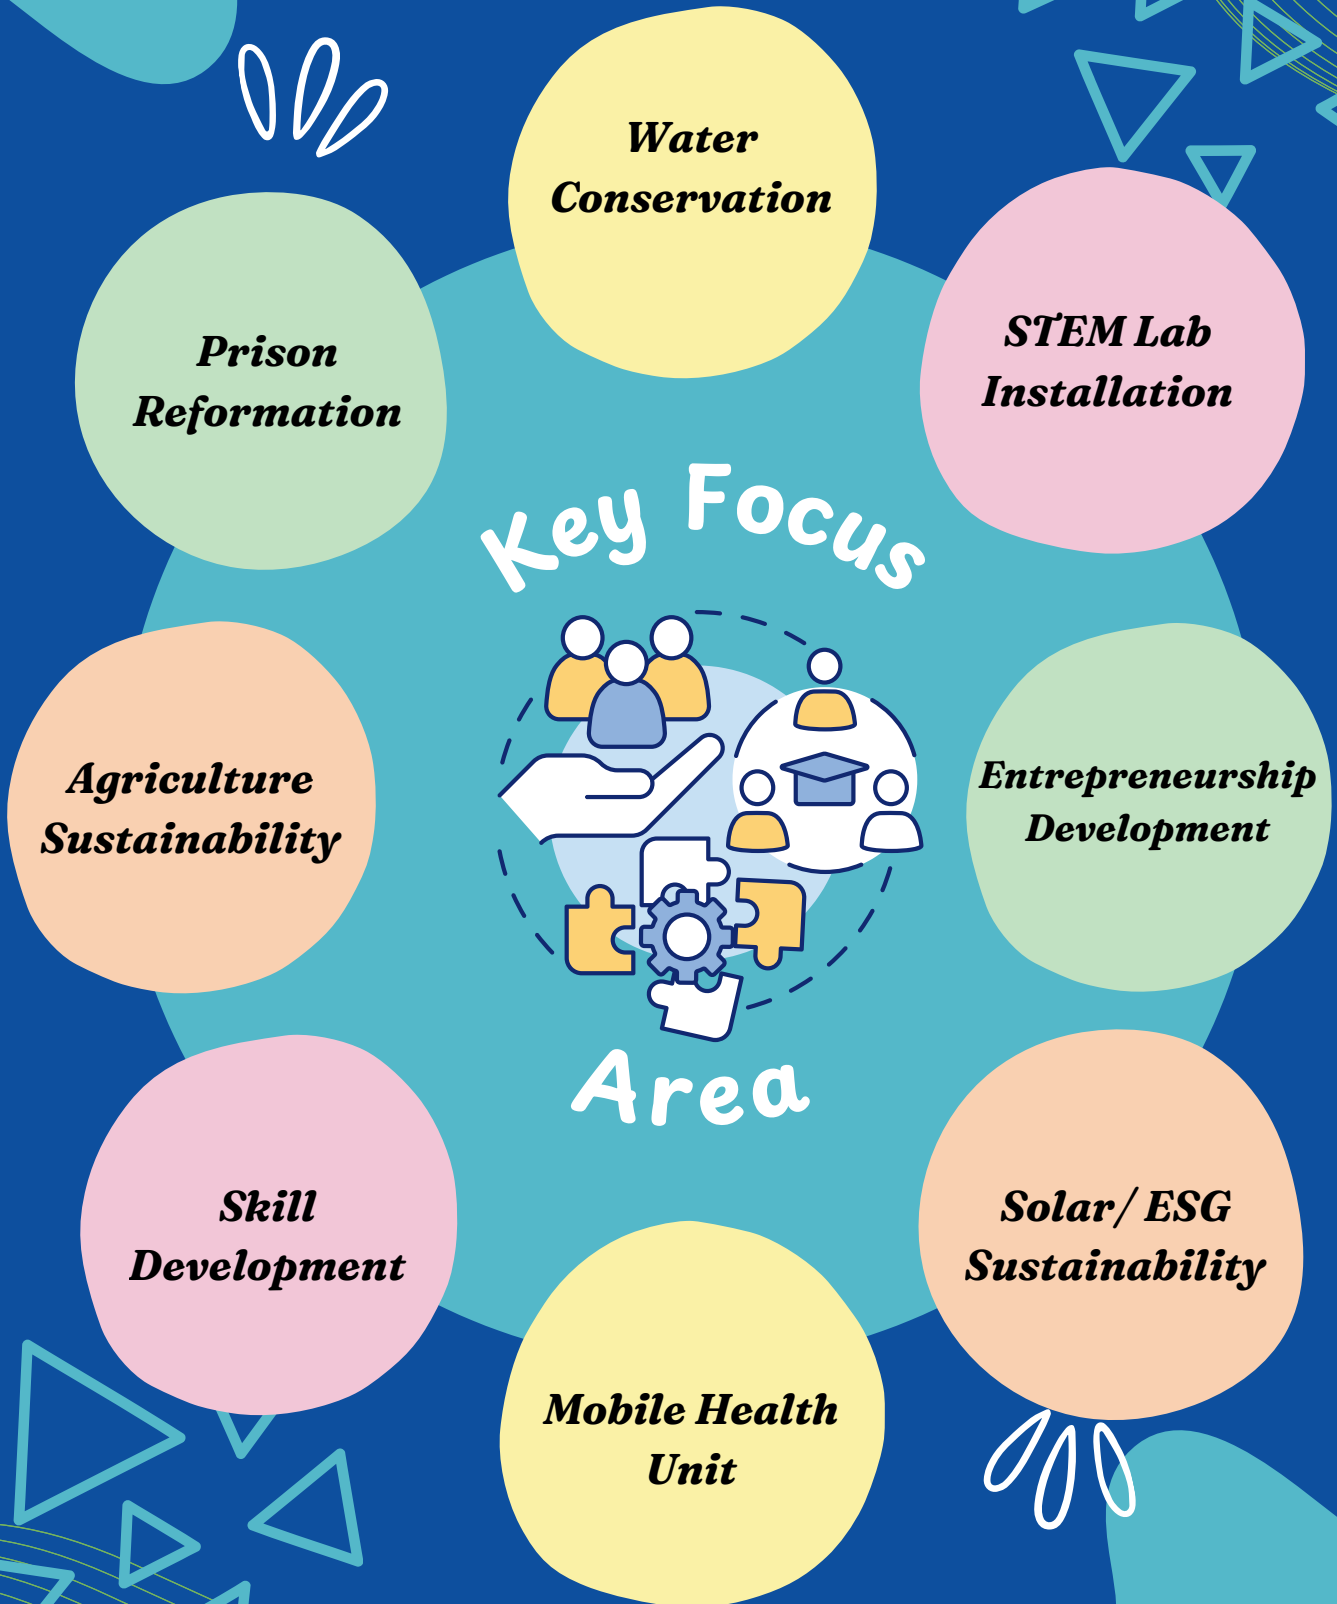 Water
Conservation
STEM Lab
Installation
Prison
Reformation
Key Focus
Entrepreneurship
Development
Agriculture
Sustainability
Area
Solar/ ESG
Sustainability
Skill
Development
Mobile Health
Unit